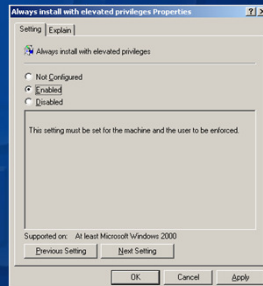 Always install with elevated privileges Properties
Setting
Explain
Always install with elevated privileges
Not Configured
Enabled
Disabled
This setting must be set for the machine and the user to be enforced.
Supported on: At least Microsoft Windows 2000
Previous Setting
Next Setting
OK
Cancel
Apply